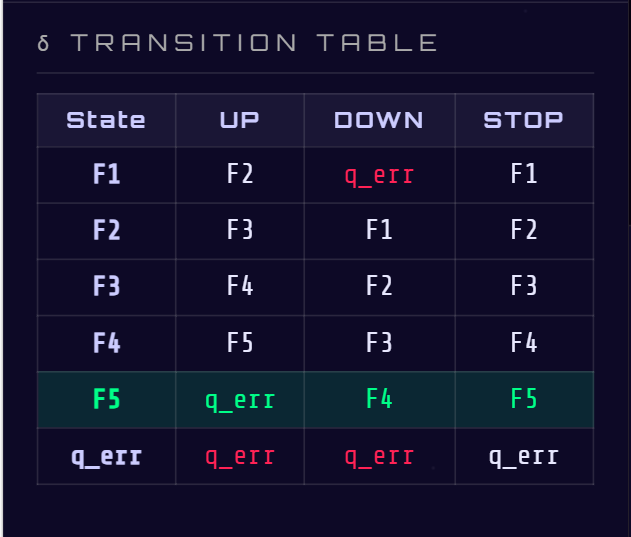 δ TRANSITION TABLE
State UP DOWN STOP
F1 F2 q_err F1
F2 F3 F1 F2
F3 F4 F2 F3
F4 F5 F3 F4
F5 q_err F4 F5
q_err q_err q_err q_err